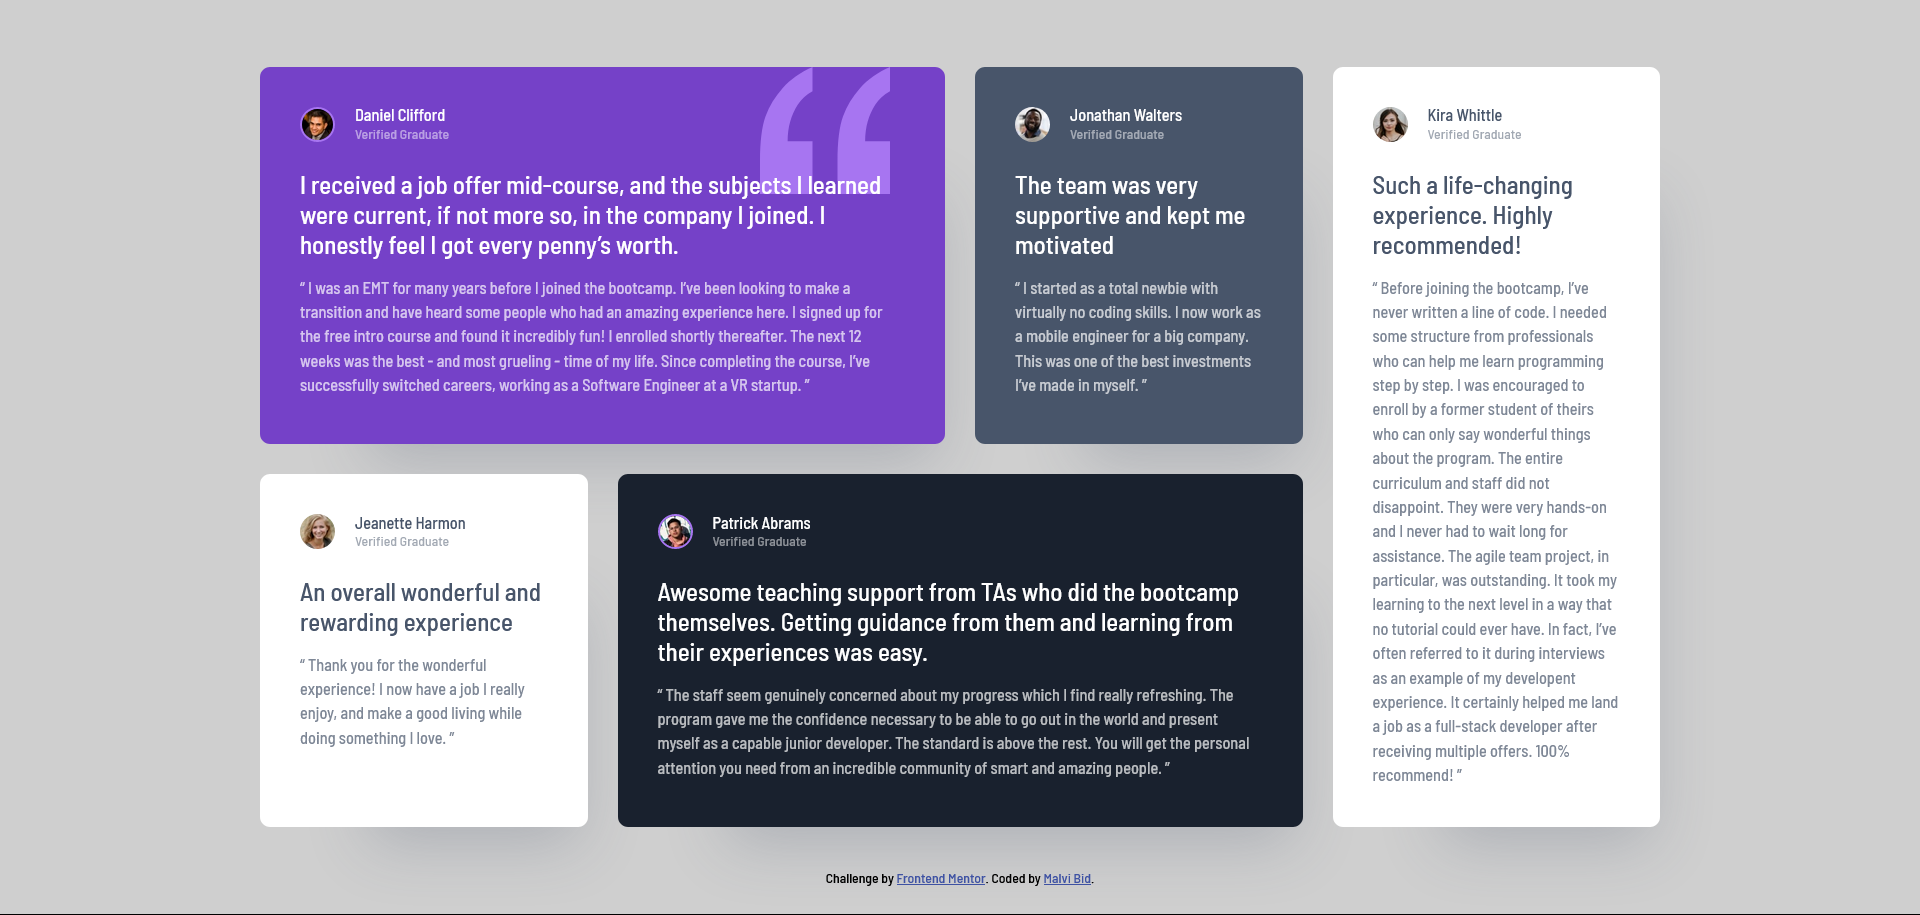 Daniel Clifford
Verified Graduate
I received a job offer mid-course, and the subjects I learned
were current, if not more so, in the company I joined. I
honestly feel I got every penny’s worth.
“ I was an EMT for many years before I joined the bootcamp. I’ve been looking to make a
transition and have heard some people who had an amazing experience here. I signed up for
the free intro course and found it incredibly fun! I enrolled shortly thereafter. The next 12
weeks was the best - and most grueling - time of my life. Since completing the course, I’ve
successfully switched careers, working as a Software Engineer at a VR startup. ”
Jonathan Walters
Verified Graduate
The team was very
supportive and kept me
motivated
“ I started as a total newbie with
virtually no coding skills. I now work as
a mobile engineer for a big company.
This was one of the best investments
I’ve made in myself. ”
Kira Whittle
Verified Graduate
Such a life-changing
experience. Highly
recommended!
“ Before joining the bootcamp, I’ve
never written a line of code. I needed
some structure from professionals
who can help me learn programming
step by step. I was encouraged to
enroll by a former student of theirs
who can only say wonderful things
about the program. The entire
curriculum and staff did not
disappoint. They were very hands-on
and I never had to wait long for
assistance. The agile team project, in
particular, was outstanding. It took my
learning to the next level in a way that
no tutorial could ever have. In fact, I’ve
often referred to it during interviews
as an example of my developent
experience. It certainly helped me land
a job as a full-stack developer after
receiving multiple offers. 100%
recommend! ”
Jeanette Harmon
Verified Graduate
An overall wonderful and
rewarding experience
“ Thank you for the wonderful
experience! I now have a job I really
enjoy, and make a good living while
doing something I love. ”
Patrick Abrams
Verified Graduate
Awesome teaching support from TAs who did the bootcamp
themselves. Getting guidance from them and learning from
their experiences was easy.
“ The staff seem genuinely concerned about my progress which I find really refreshing. The
program gave me the confidence necessary to be able to go out in the world and present
myself as a capable junior developer. The standard is above the rest. You will get the personal
attention you need from an incredible community of smart and amazing people. ”
Challenge by Frontend Mentor. Coded by Malvi Bid.